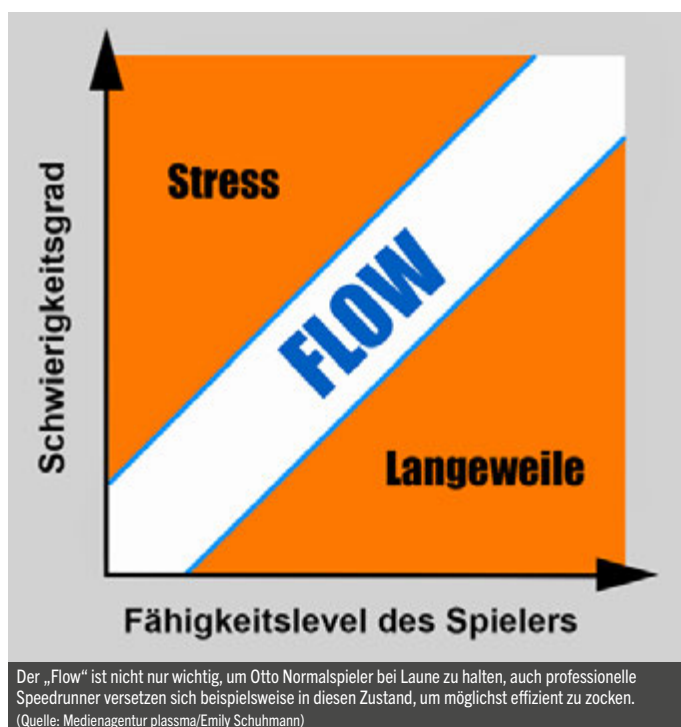 Schwierigkeitsgrad
Stress
FLOW
Langeweile
Fähigkeitslevel des Spielers
Der „Flow“ ist nicht nur wichtig, um Otto Normalspieler bei Laune zu halten, auch professionelle
Speedrunner versetzen sich beispielsweise in diesen Zustand, um möglichst effizient zu zocken.
(Quelle: Medienagentur plassma/Emily Schuhmann)